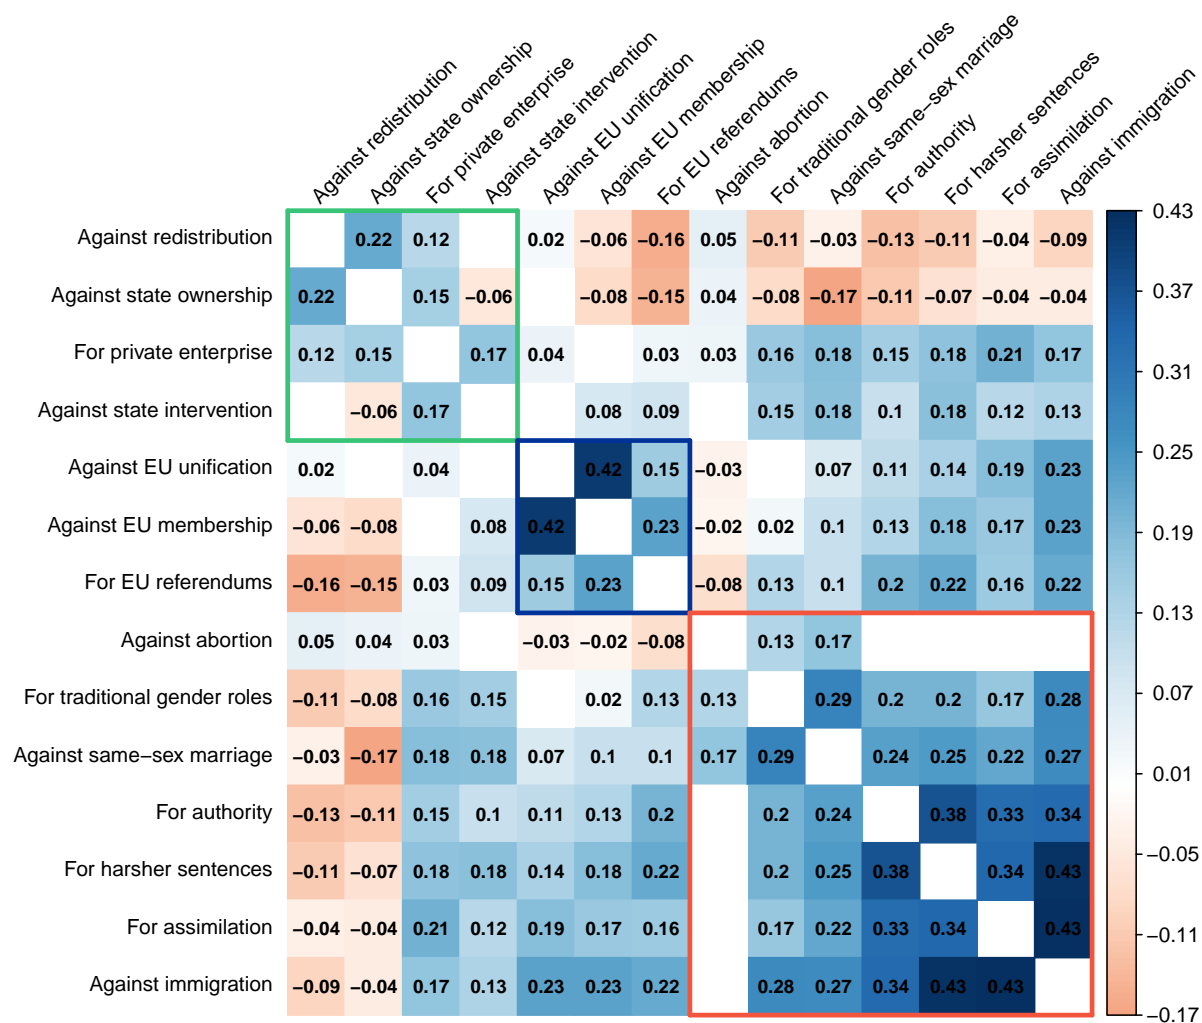 Against redistribution
Against state ownership
For private enterprise
Against state intervention
Against EU unification
Against EU membership
For EU referendums
Against abortion
For traditional gender roles
Against same−sex marriage
For authority
For harsher sentences
For assimilation
Against immigration
Against redistribution 0.22 0.12 0.02 −0.06 −0.16 0.05 −0.11 −0.03 −0.13 −0.11 −0.04 −0.09
Against state ownership 0.22 0.15 −0.06 −0.08 −0.15 0.04 −0.08 −0.17 −0.11 −0.07 −0.04 −0.04
For private enterprise 0.12 0.15 0.17 0.04 0.03 0.03 0.16 0.18 0.15 0.18 0.21 0.17
Against state intervention −0.06 0.17 0.08 0.09 0.15 0.18 0.1 0.18 0.12 0.13
Against EU unification 0.02 0.04 0.42 0.15 −0.03 0.07 0.11 0.14 0.19 0.23
Against EU membership −0.06 −0.08 0.08 0.42 0.23 −0.02 0.02 0.1 0.13 0.18 0.17 0.23
For EU referendums −0.16 −0.15 0.03 0.09 0.15 0.23 −0.08 0.13 0.1 0.2 0.22 0.16 0.22
Against abortion 0.05 0.04 0.03 −0.03 −0.02 −0.08 0.13 0.17
For traditional gender roles −0.11 −0.08 0.16 0.15 0.02 0.13 0.13 0.29 0.2 0.2 0.17 0.28
Against same−sex marriage −0.03 −0.17 0.18 0.18 0.07 0.1 0.1 0.17 0.29 0.24 0.25 0.22 0.27
For authority −0.13 −0.11 0.15 0.1 0.11 0.13 0.2 0.2 0.24 0.38 0.33 0.34
For harsher sentences −0.11 −0.07 0.18 0.18 0.14 0.18 0.22 0.2 0.25 0.38 0.34 0.43
For assimilation −0.04 −0.04 0.21 0.12 0.19 0.17 0.16 0.17 0.22 0.33 0.34 0.43
Against immigration −0.09 −0.04 0.17 0.13 0.23 0.23 0.22 0.28 0.27 0.34 0.43 0.43
0.43
0.37
0.31
0.25
0.19
0.13
0.07
0.01
−0.05
−0.11
−0.17